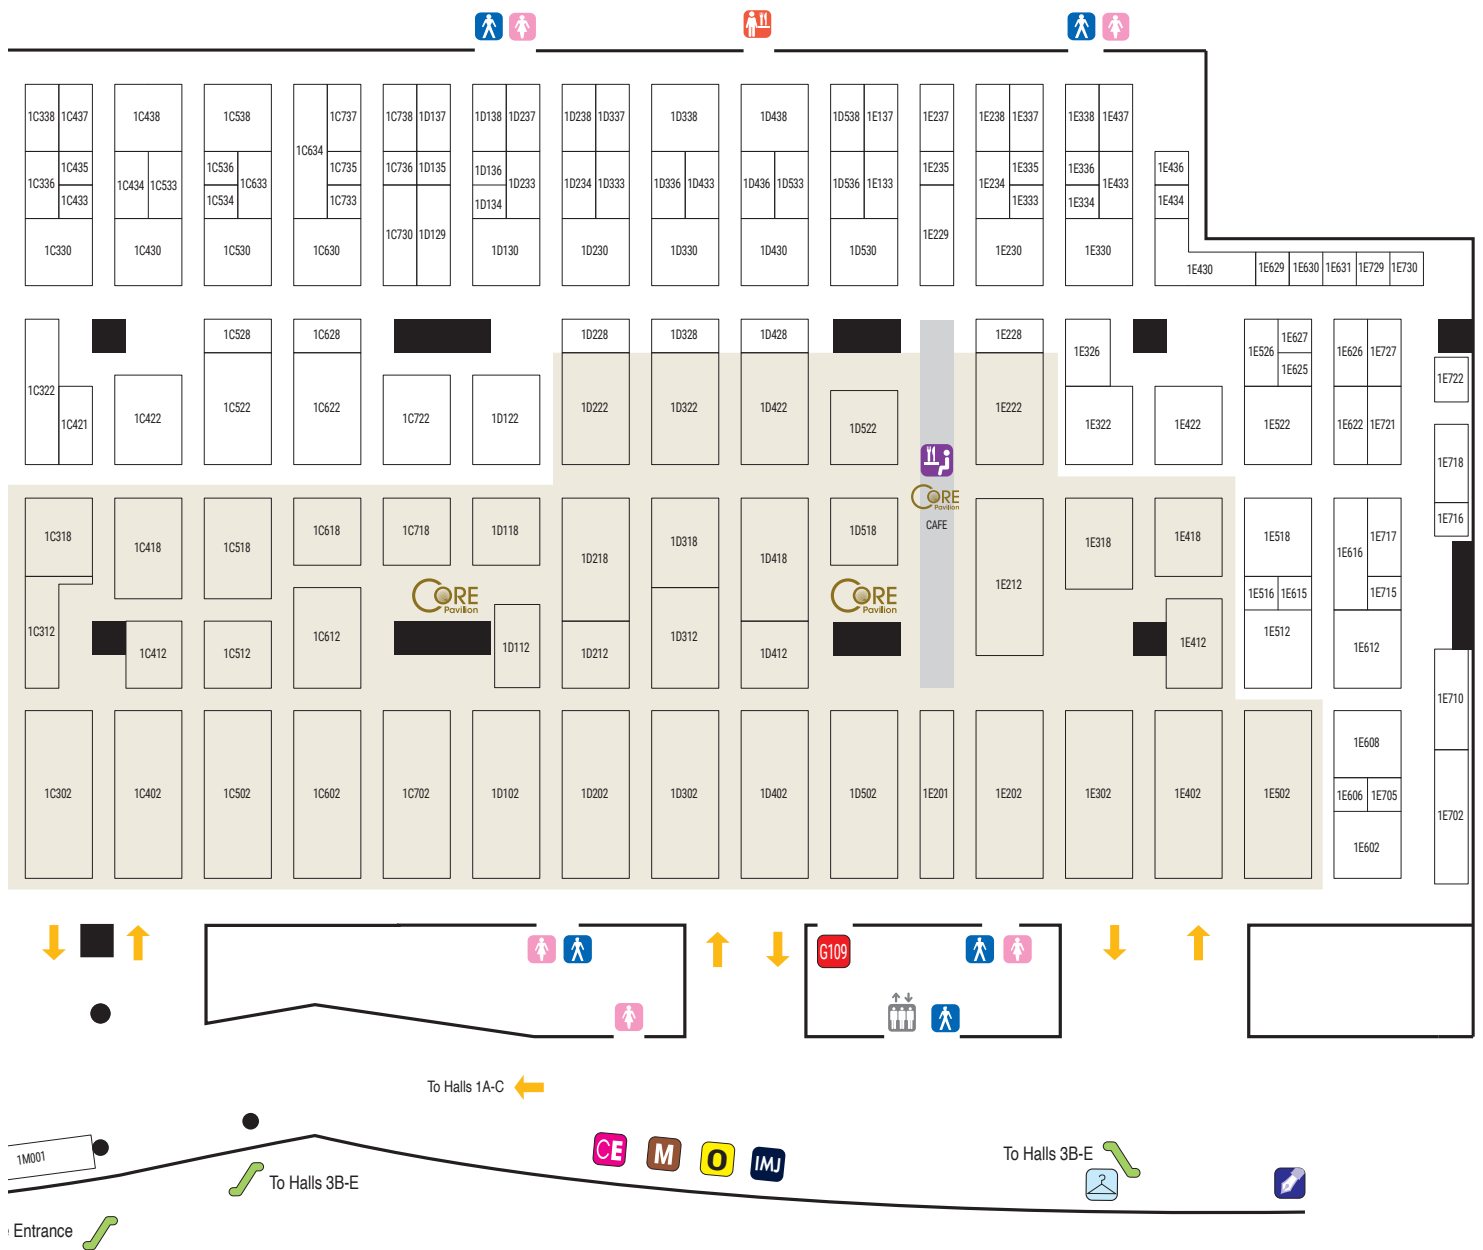 1C338 1C437 1C438 1C538 1C737 1C738 1D137 1D138 1D237 1D238 1D337 1D338 1D438 1D538 1E137 1E237 1E238 1E337 1E338 1E437
1C634
1C336 1C435 1C434 1C533 1C536 1C633 1C735 1C736 1D135 1D136 1D233 1D234 1D333 1D336 1D433 1D436 1D533 1D536 1E133 1E235 1E234 1E335 1E336 1E433 1E436
1C433 1C534 1C733 1D134 1E333 1E334 1E434
1C330 1C430 1C530 1C630 1C730 1D129 1D130 1D230 1D330 1D430 1D530 1E229 1E230 1E330 1E430 1E629 1E630 1E631 1E729 1E730
1C528 1C628 1D228 1D328 1D428 1E228 1E326 1E526 1E627 1E626 1E727
1E625
1E722
1C322 1C421 1C422 1C522 1C622 1C722 1D122 1D222 1D322 1D422 1D522 1E222 1E322 1E422 1E522 1E622 1E721
1E718
CORE
Pavilion
CAFE
1E716
1C318 1C418 1C518 1C618 1C718 1D118 1D218 1D318 1D418 1D518 1E212 1E318 1E418 1E518 1E616 1E717
1E516 1E615 1E715
CORE
Pavilion
CORE
Pavilion
1C312 1C412 1C512 1C612 1D112 1D212 1D312 1D412 1E412 1E512 1E612
1E710
1E608
1C302 1C402 1C502 1C602 1C702 1D102 1D202 1D302 1D402 1D502 1E201 1E202 1E302 1E402 1E502 1E606 1E705
1E702
1E602
G109
To Halls 1A-C
1M001
CE M O IMJ
To Halls 3B-E
To Halls 3B-E
Entrance